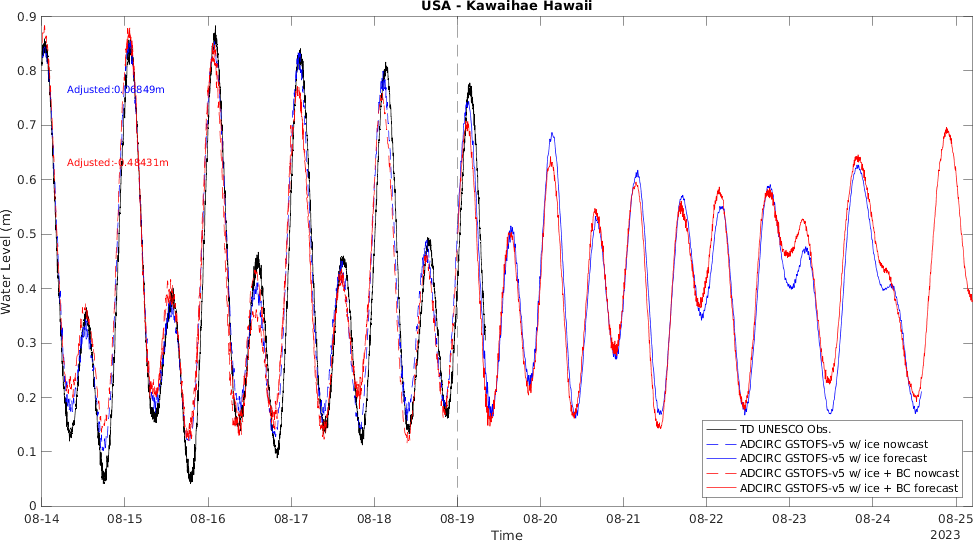 USA - Kawaihae Hawaii
0.9
0.8
Adjusted:0.06849m
0.7
Adjusted:-0.48431m
0.6
0.5
Water Level (m)
0.4
0.3
0.2
0.1
0
TD UNESCO Obs.
ADCIRC GSTOFS-v5 w/ ice nowcast
ADCIRC GSTOFS-v5 w/ ice forecast
ADCIRC GSTOFS-v5 w/ ice + BC nowcast
ADCIRC GSTOFS-v5 w/ ice + BC forecast
08-14 08-15 08-16 08-17 08-18 08-19 08-20 08-21 08-22 08-23 08-24 08-25
Time
2023